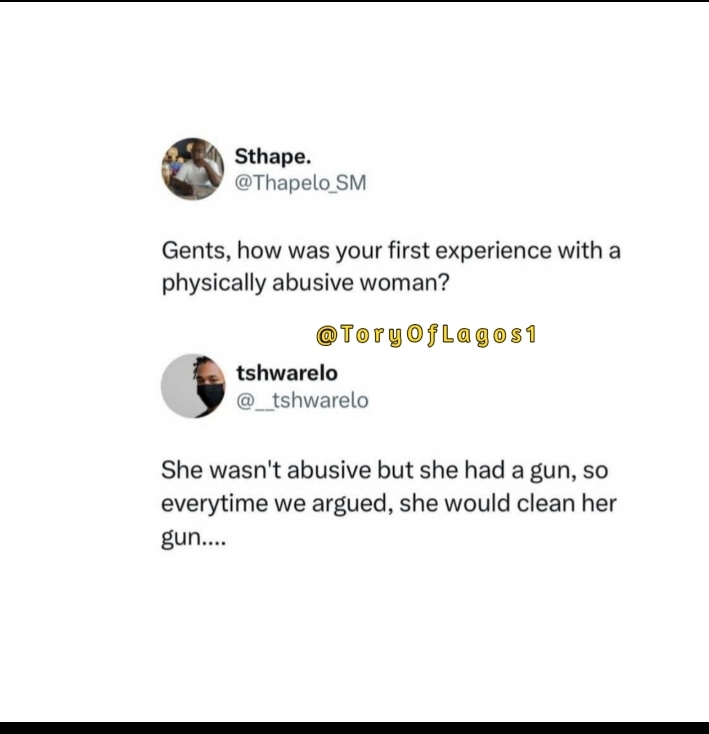 Sthape.
@Thapelo_SM
Gents, how was your first experience with a
physically abusive woman?
@ToryOfLagos1
tshwarelo
@__tshwarelo
She wasn't abusive but she had a gun, so
everytime we argued, she would clean her
gun....